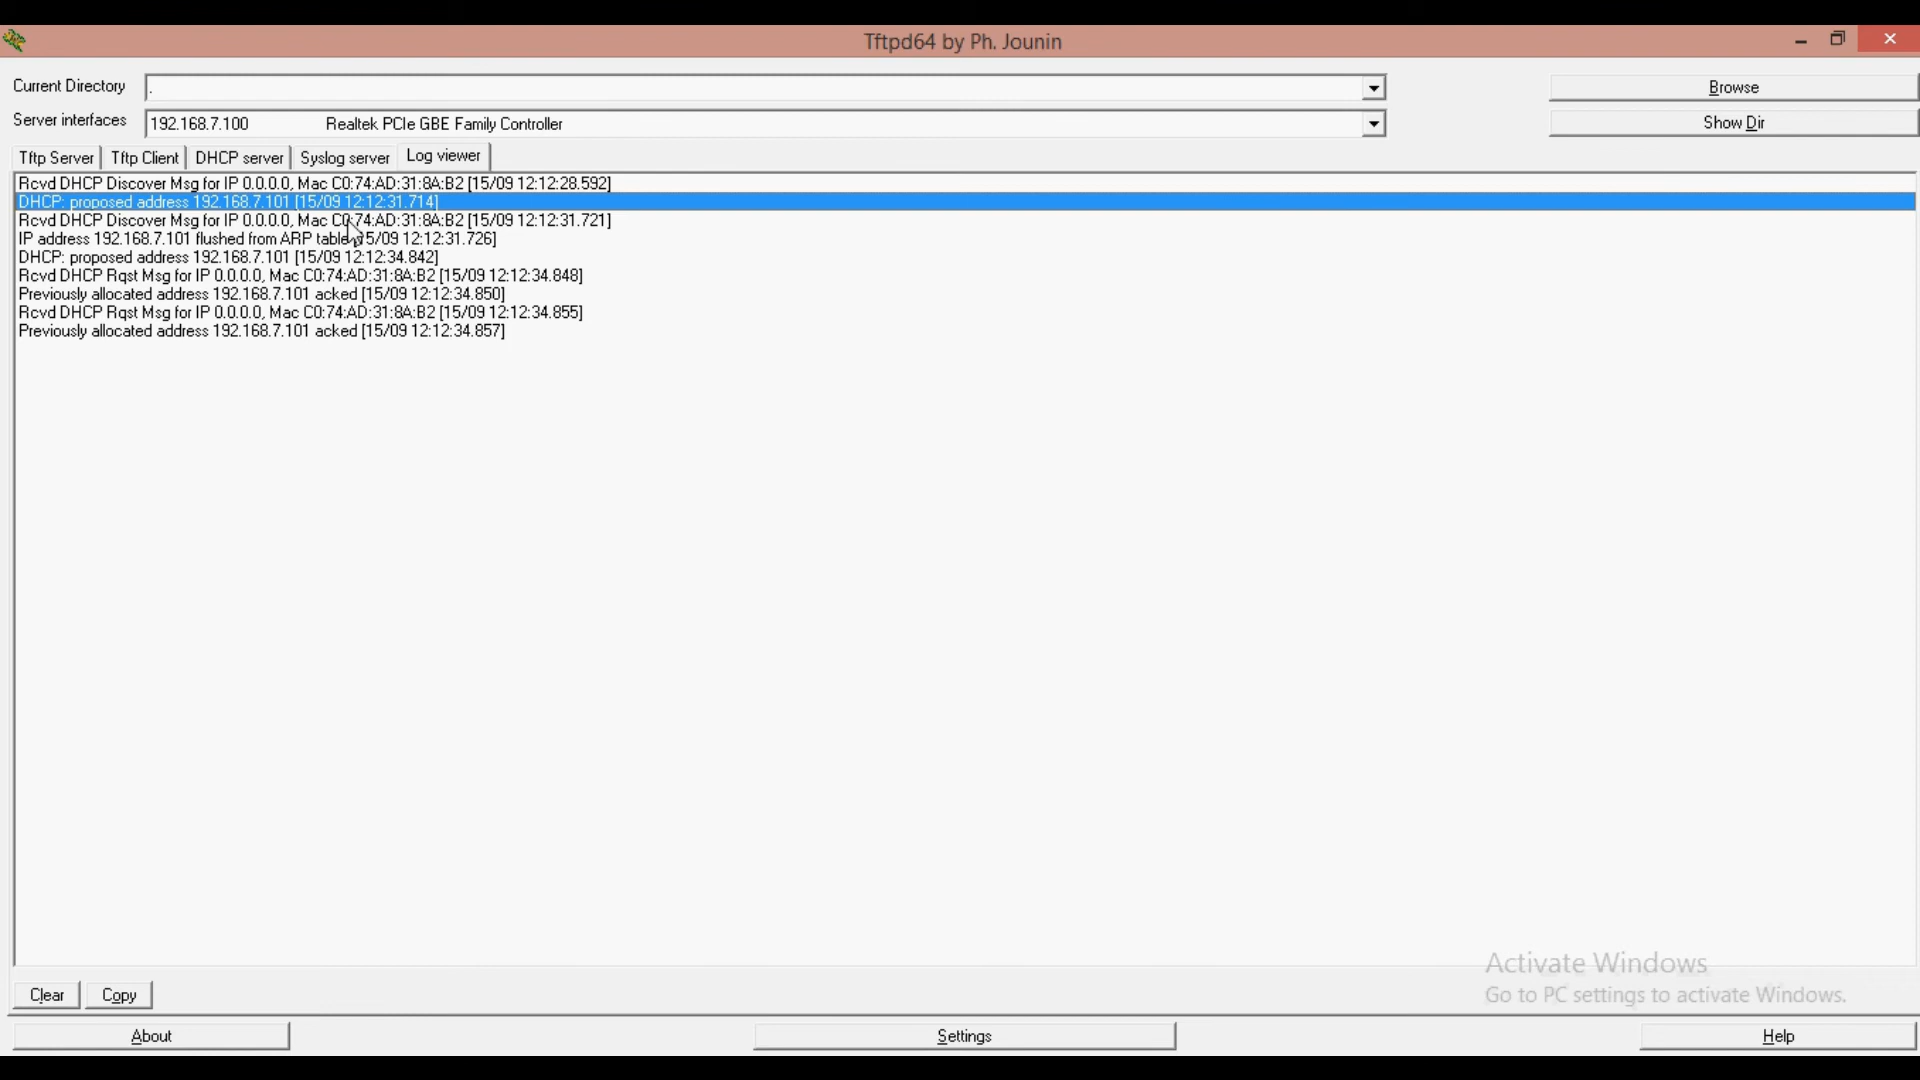 Tftpd64 by Ph. Jounin
Current Directory .
Browse
Server interfaces 192.168.7.100 Realtek PCIe GBE Family Controller
Show Dir
Tftp Server Tftp Client DHCP server Syslog server Log viewer
Rcvd DHCP Discover Msg for IP 0.0.0.0, Mac C0:74:AD:31:8A:B2 [15/09 12:12:28.592]
DHCP: proposed address 192.168.7.101 [15/09 12:12:31.714]
Rcvd DHCP Discover Msg for IP 0.0.0.0, Mac C0:74:AD:31:8A:B2 [15/09 12:12:31.721]
IP address 192.168.7.101 flushed from ARP table [15/09 12:12:31.726]
DHCP: proposed address 192.168.7.101 [15/09 12:12:34.842]
Rcvd DHCP Rqst Msg for IP 0.0.0.0, Mac C0:74:AD:31:8A:B2 [15/09 12:12:34.848]
Previously allocated address 192.168.7.101 acked [15/09 12:12:34.850]
Rcvd DHCP Rqst Msg for IP 0.0.0.0, Mac C0:74:AD:31:8A:B2 [15/09 12:12:34.855]
Previously allocated address 192.168.7.101 acked [15/09 12:12:34.857]
Activate Windows
Go to PC settings to activate Windows.
Clear Copy
About Settings Help